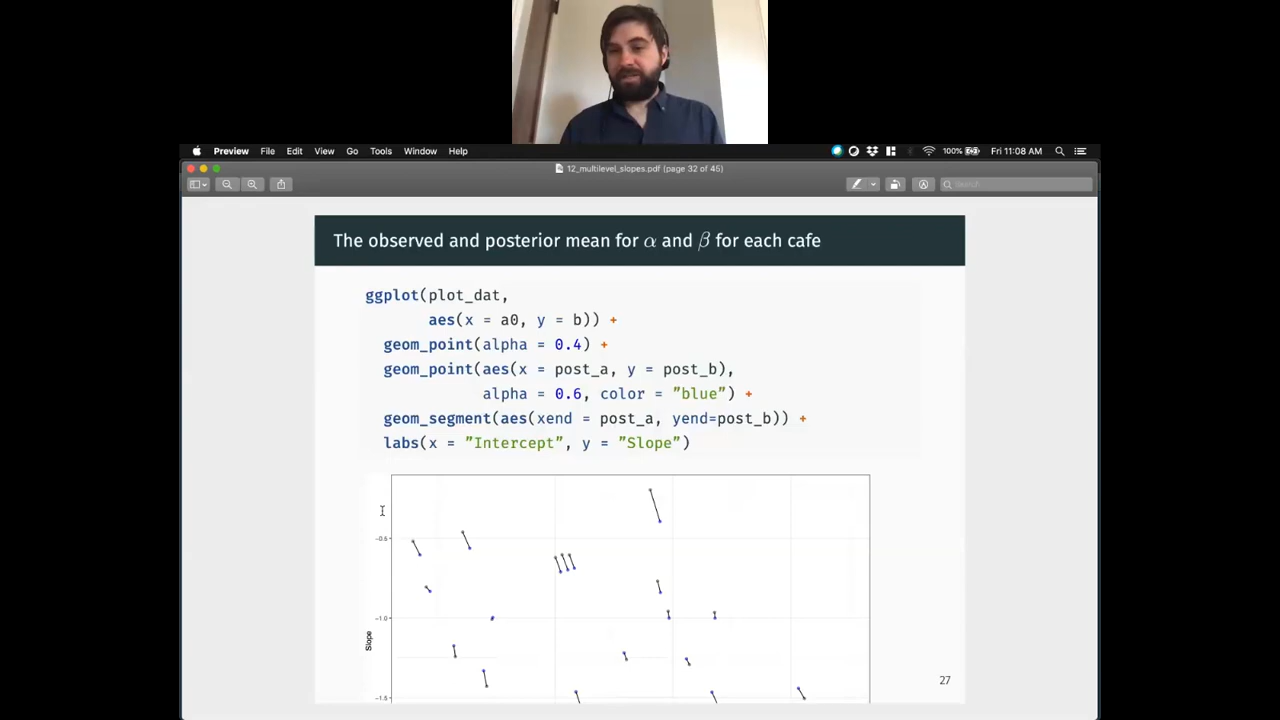 Preview File Edit View Go Tools Window Help 100% Fri 11:08 AM
12_multilevel_slopes.pdf (page 32 of 45)
Search
The observed and posterior mean for α and β for each cafe
ggplot(plot_dat,
aes(x = a0, y = b)) +
geom_point(alpha = 0.4) +
geom_point(aes(x = post_a, y = post_b),
alpha = 0.6, color = ”blue”) +
geom_segment(aes(xend = post_a, yend=post_b)) +
labs(x = ”Intercept”, y = ”Slope”)
-0.5
-1.0
Slope
-1.5
27